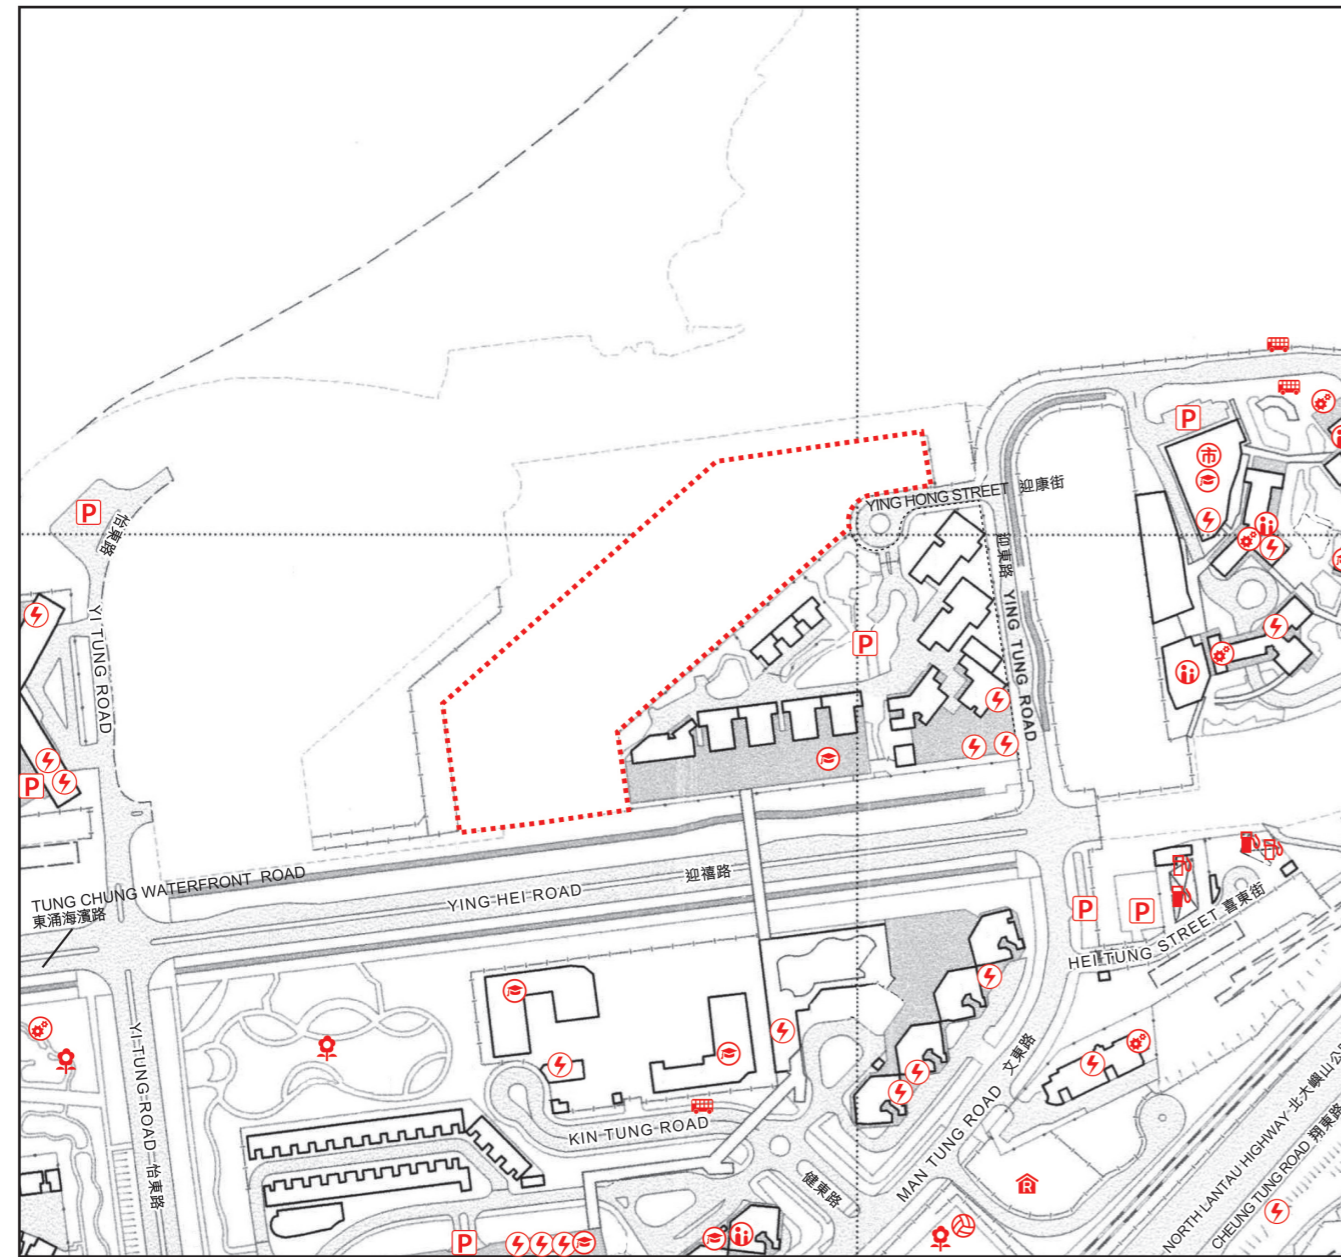 P
YING HONG STREET 迎康街
市
P
怡東路
YI TUNG ROAD
迎東路 YING TUNG ROAD
P
P
TUNG CHUNG WATERFRONT ROAD
東涌海濱路
YING HEI ROAD
迎禧路
P
P
HEI TUNG STREET 喜東街
YI TUNG ROAD 怡東路
KIN TUNG ROAD
健東路
MAN TUNG ROAD 文東路
R
NORTH LANTAU HIGHWAY 北大嶼山公
CHEUNG TUNG ROAD 翔東路
P